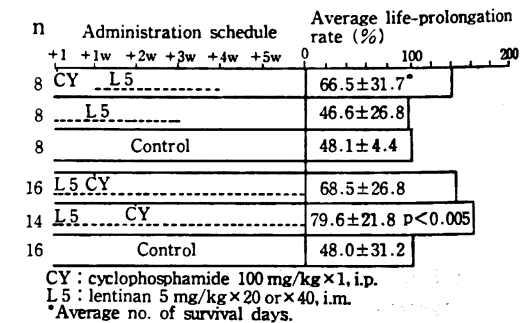 n Administration schedule Average life-prolongation rate (%)
+1 +1w +2w +3w +4w +5w 0 100 200
8 CY L5 66.5±31.7*
8 L5 46.6±26.8
8 Control 48.1±4.4
16 L5 CY 68.5±26.8
14 L5 CY 79.6±21.8 p<0.005
16 Control 48.0±31.2
CY : cyclophosphamide 100 mg/kg×1, i.p.
L5 : lentinan 5 mg/kg×20 or×40, i.m.
*Average no. of survival days.